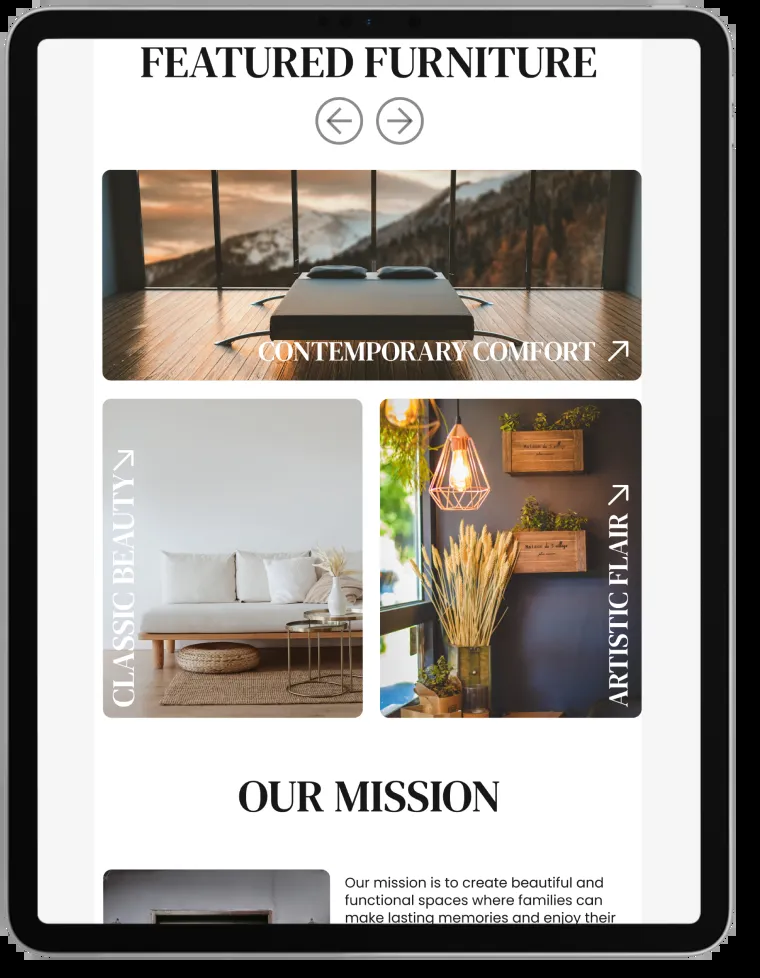 FEATURED FURNITURE
CONTEMPORARY COMFORT
CLASSIC BEAUTY
ARTISTIC FLAIR
OUR MISSION
Our mission is to create beautiful and
functional spaces where families can
make lasting memories and enjoy their